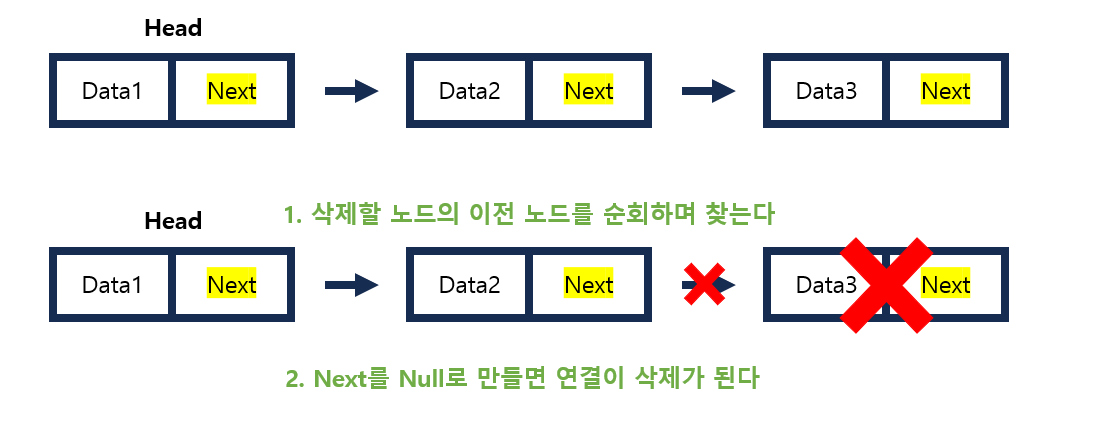 Head
Data1 Next Data2 Next Data3 Next
1. 삭제할 노드의 이전 노드를 순회하며 찾는다
Head
Data1 Next Data2 Next Data3 Next
2. Next를 Null로 만들면 연결이 삭제가 된다